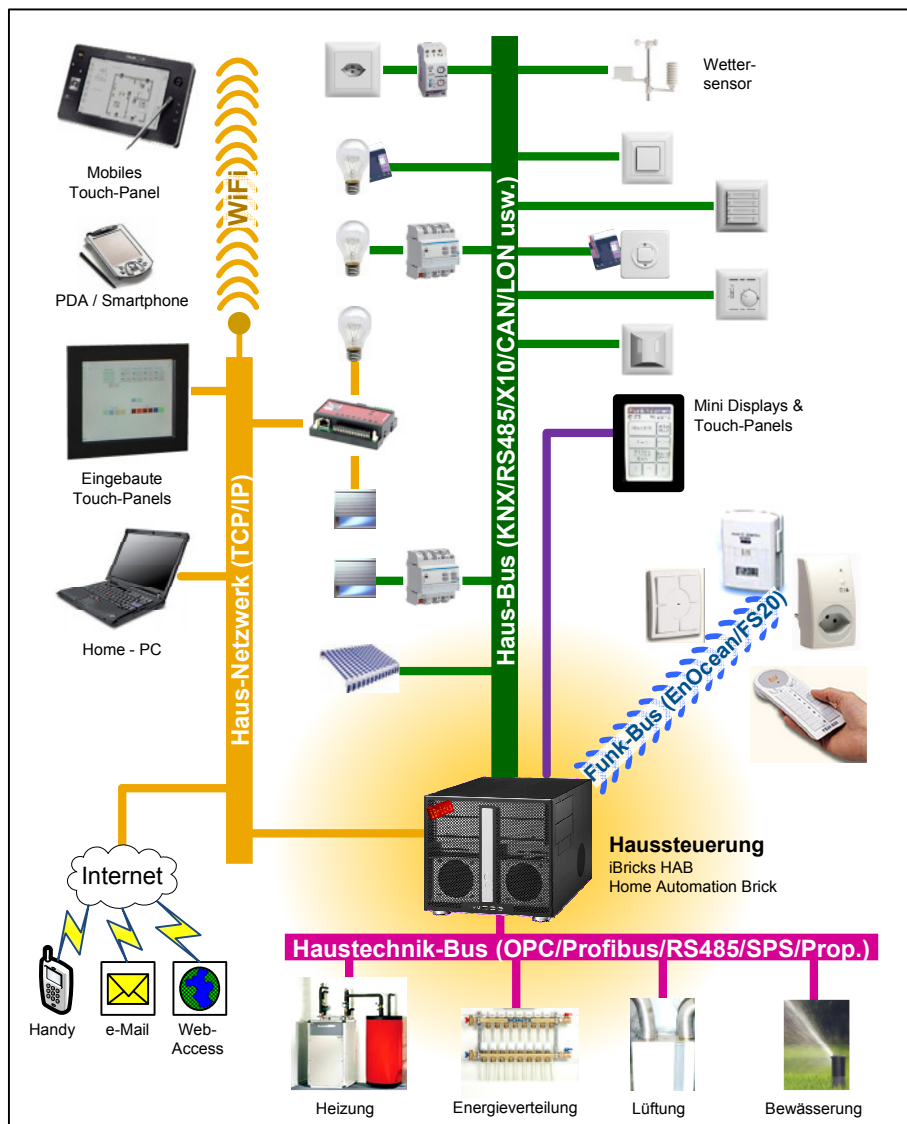 Wetter-
sensor
Mobiles
Touch-Panel
WiFi
PDA / Smartphone
Mini Displays &
Touch-Panels
Eingebaute
Touch-Panels
Haus-Netzwerk (TCP/IP)
Haus-Bus (KNX/RS485/X10/CAN/LON usw.)
Home - PC
Funk-Bus (EnOcean/FS20)
Haussteuerung
iBricks HAB
Home Automation Brick
Internet
Haustechnik-Bus (OPC/Profibus/RS485/SPS/Prop.)
Handy
e-Mail
Web-
Access
Heizung
Energieverteilung
Lüftung
Bewässerung